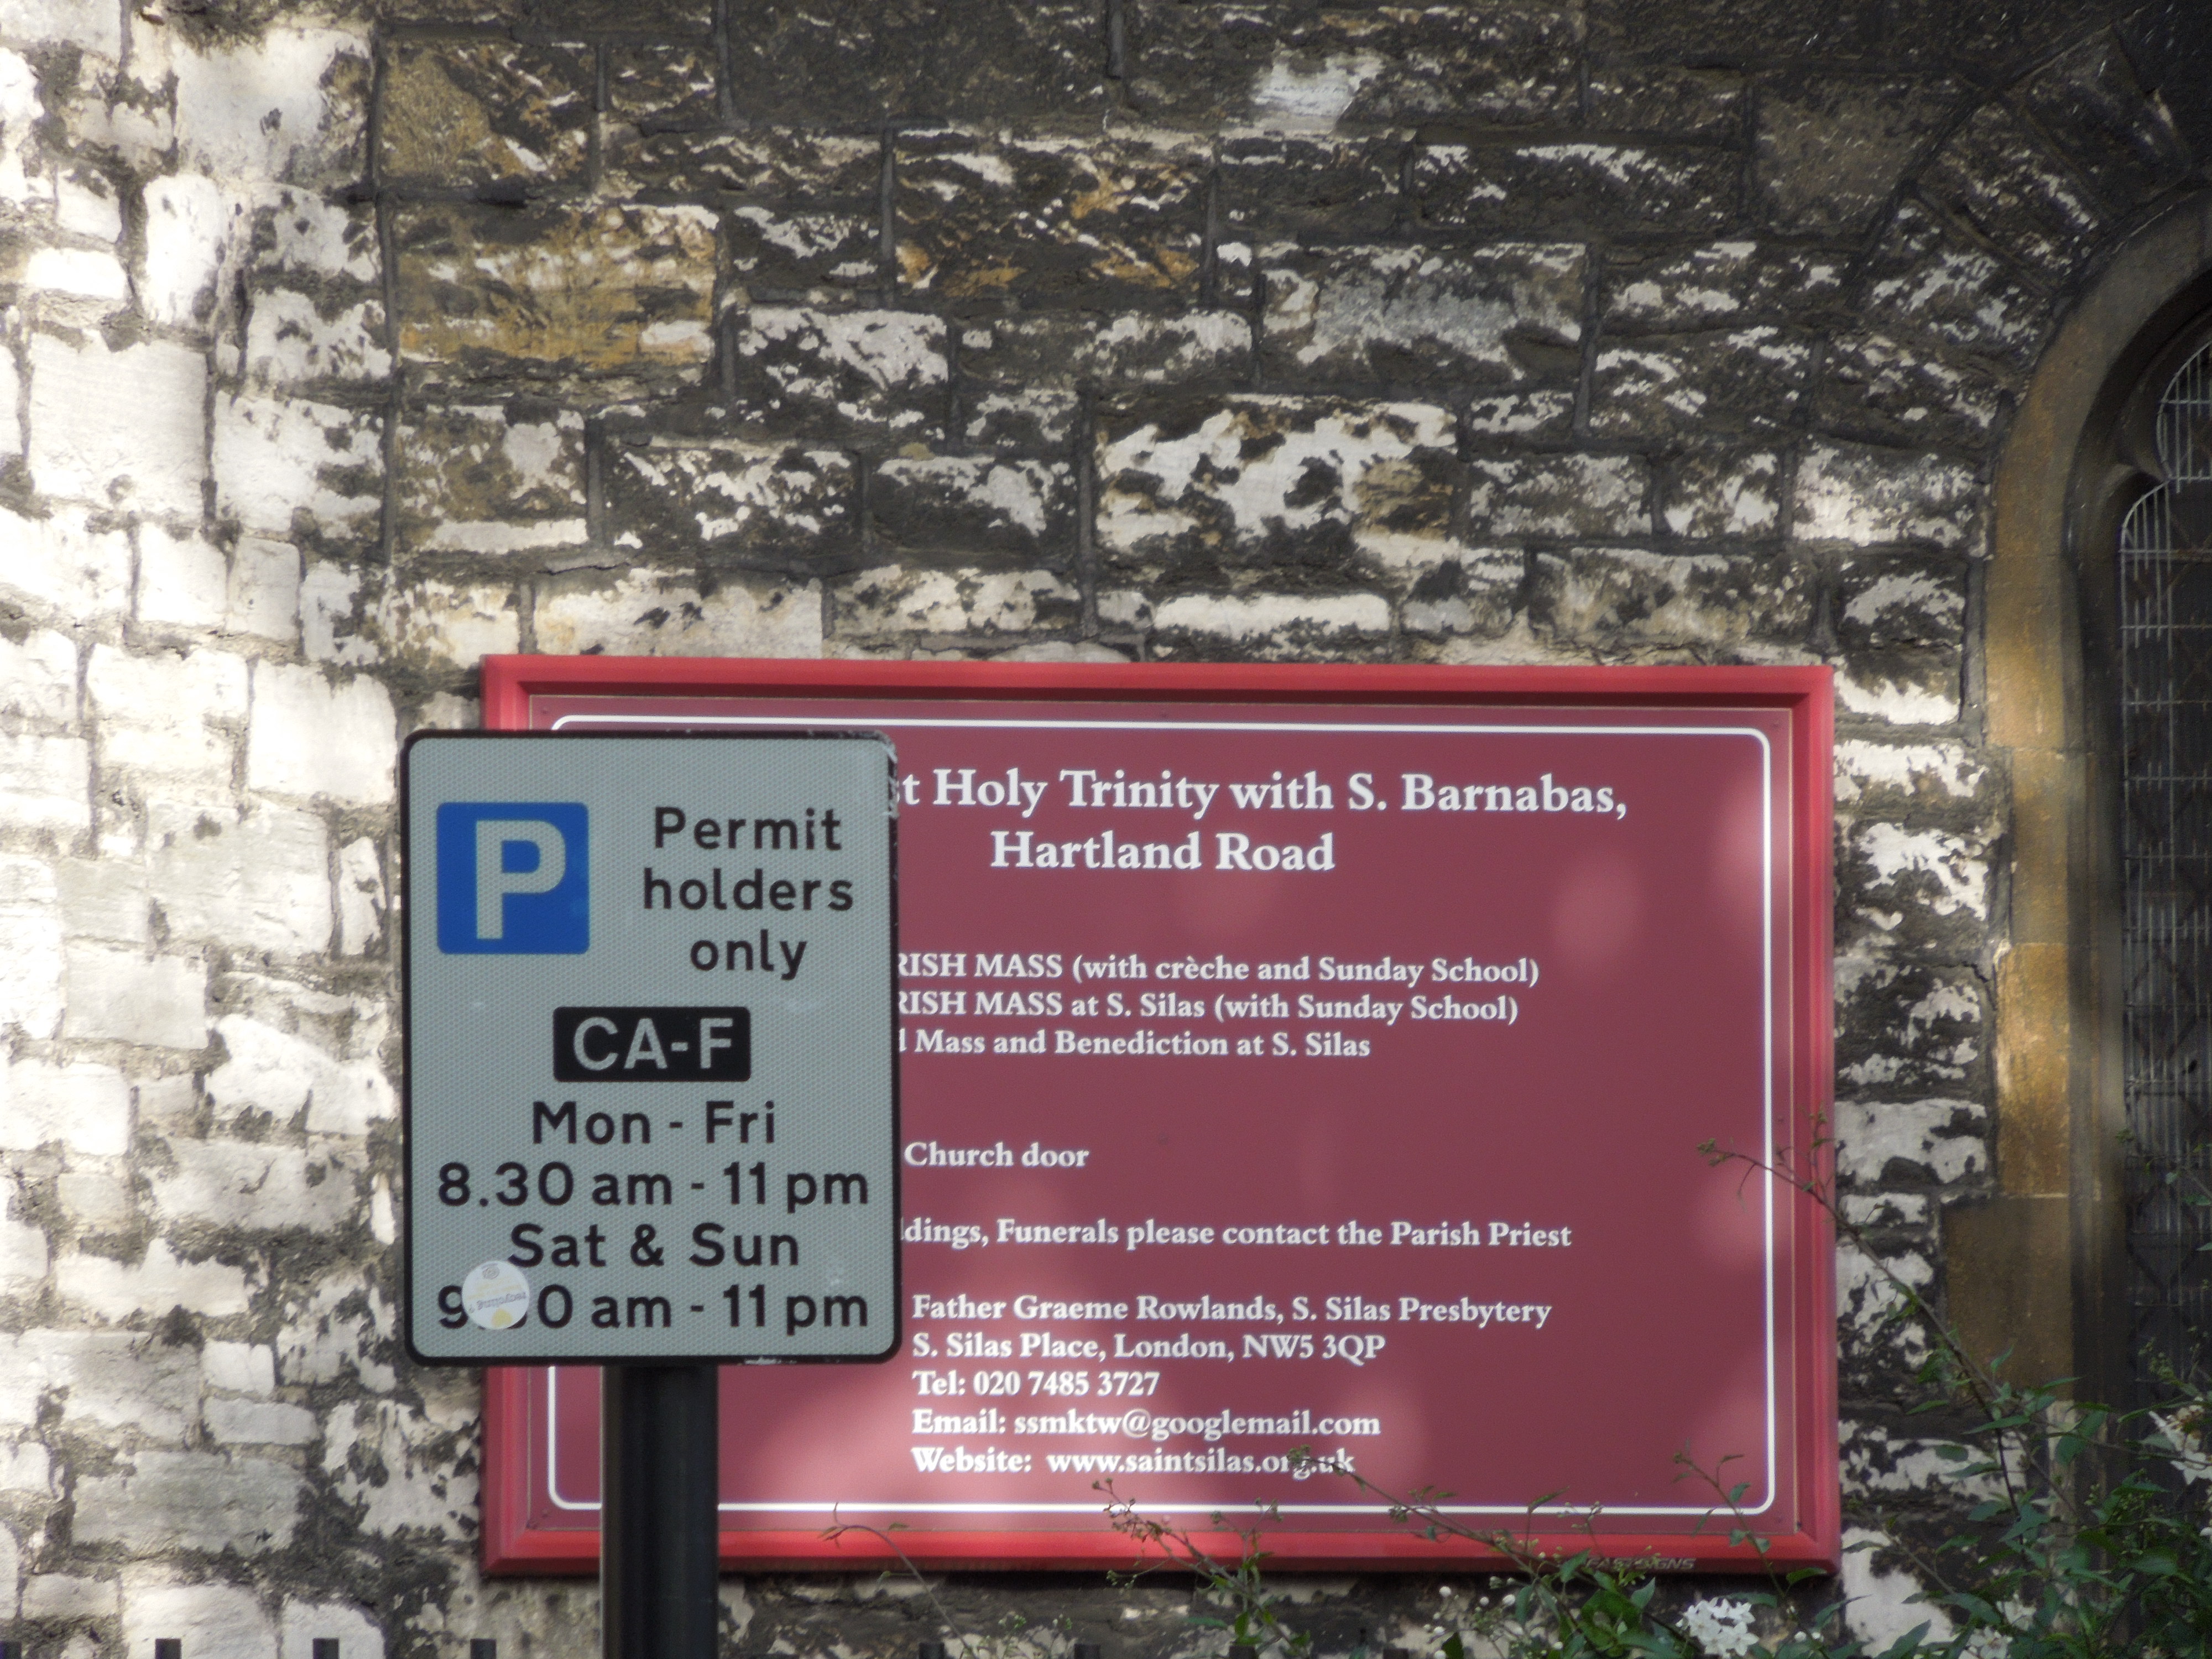 P
Permit
holders
only
CA-F
Mon - Fri
8.30 am - 11 pm
Sat & Sun
am - 11 pm
Holy Trinity with S. Barnabas,
Hartland Road
MASS (with crèche and Sunday School)
MASS at S. Silas (with Sunday School)
Mass and Benediction at S. Silas
Church door
Funerals please contact the Parish Priest
Father Graeme Rowlands, S. Silas Presbytery
S. Silas Place, London, NW5 3QP
Tel: 020 7485 3727
Email: ssmktw@googlemail.com
Website: www.saintsilas.org.uk
FASTSIGNS